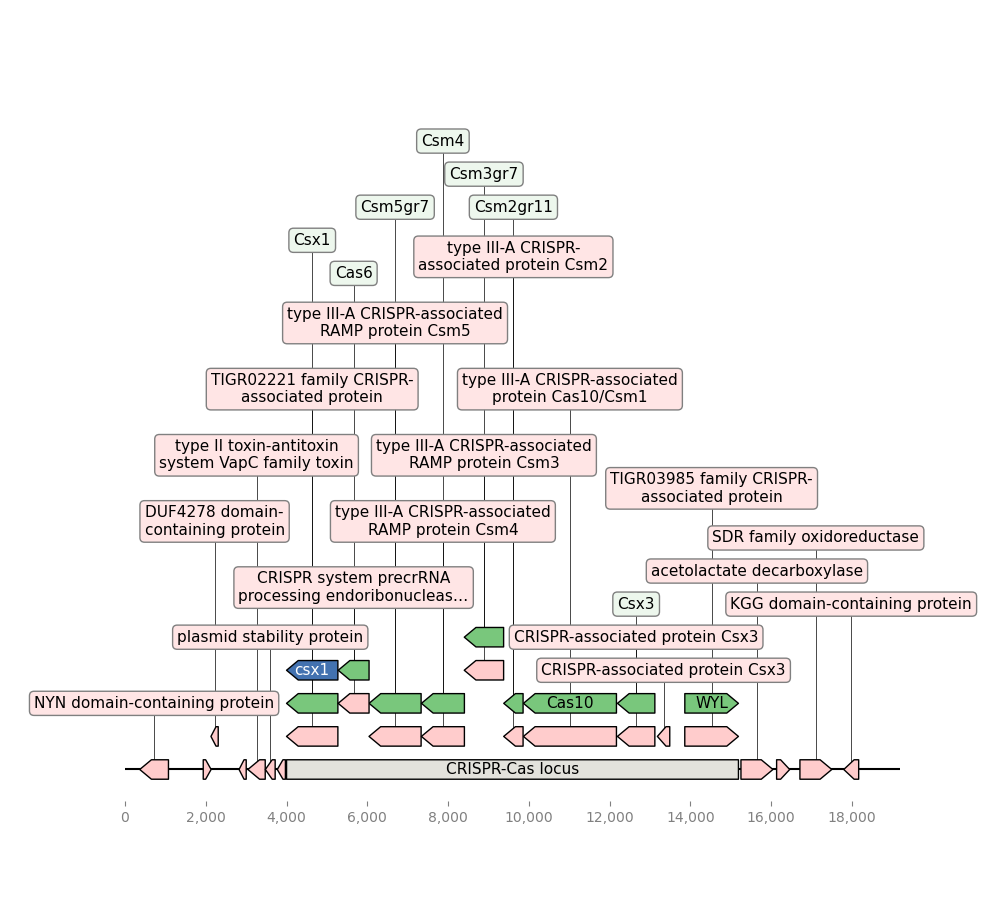 Csm4
Csm3gr7
Csm5gr7
Csm2gr11
Csx1
type III-A CRISPR-
associated protein Csm2
Cas6
type III-A CRISPR-associated
RAMP protein Csm5
TIGR02221 family CRISPR-
associated protein
type III-A CRISPR-associated
protein Cas10/Csm1
type II toxin-antitoxin
system VapC family toxin
type III-A CRISPR-associated
RAMP protein Csm3
TIGR03985 family CRISPR-
associated protein
DUF4278 domain-
containing protein
type III-A CRISPR-associated
RAMP protein Csm4
SDR family oxidoreductase
acetolactate decarboxylase
CRISPR system precrRNA
processing endoribonucleas…
Csx3
KGG domain-containing protein
plasmid stability protein
CRISPR-associated protein Csx3
csx1
CRISPR-associated protein Csx3
NYN domain-containing protein
Cas10
WYL
CRISPR-Cas locus
0 2,000 4,000 6,000 8,000 10,000 12,000 14,000 16,000 18,000